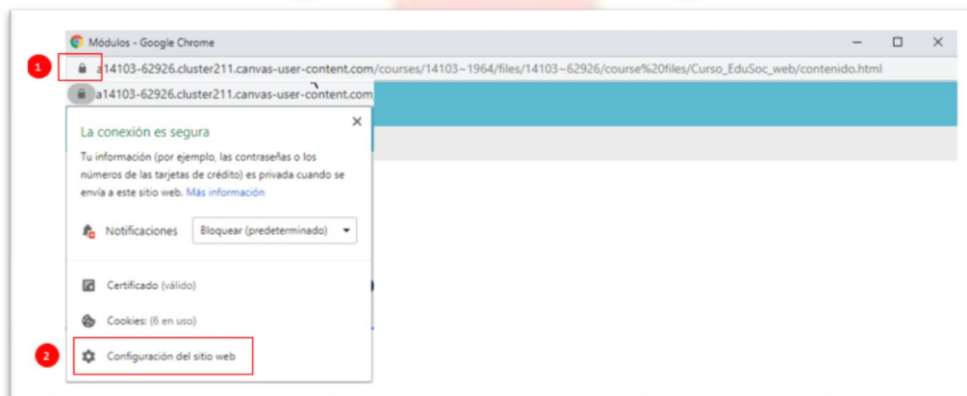 Módulos - Google Chrome
1
a14103-62926.cluster211.canvas-user-content.com/courses/14103~1964/files/14103~62926/course%20files/Curso_EduSoc_web/contenido.html
a14103-62926.cluster211.canvas-user-content.com
La conexión es segura
Tu información (por ejemplo, las contraseñas o los
números de las tarjetas de crédito) es privada cuando se
envía a este sitio web. Más información
Notificaciones Bloquear (predeterminado)
Certificado (válido)
Cookies: (6 en uso)
2 Configuración del sitio web